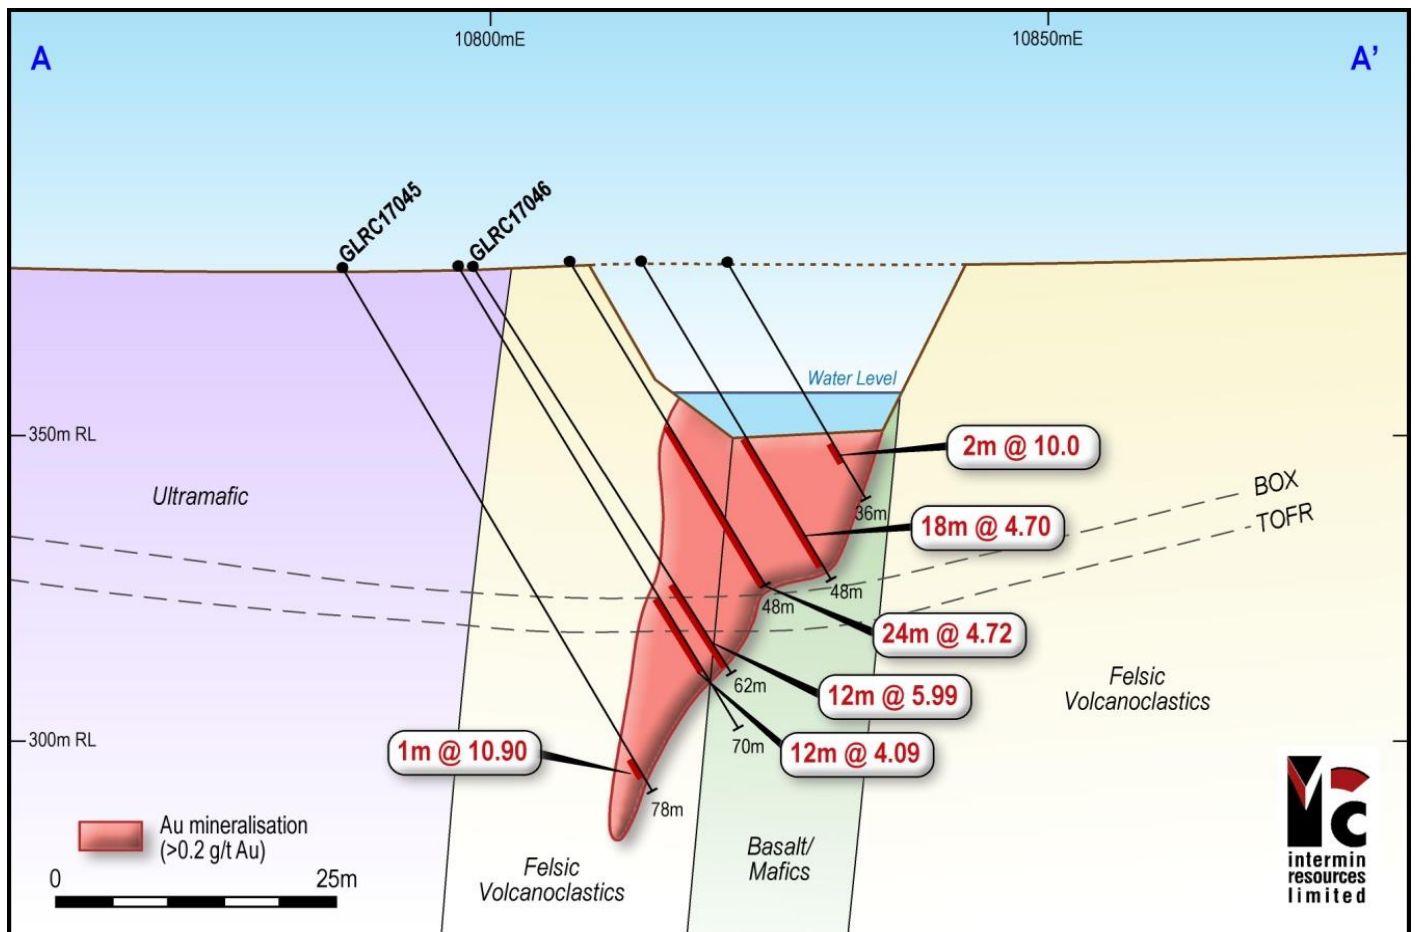 10800mE
10850mE
A
A'
GLRC17045
GLRC17046
Water Level
350m RL
2m @ 10.0
BOX
Ultramafic
36m
TOFR
18m @ 4.70
48m
48m
24m @ 4.72
62m
12m @ 5.99
Felsic
Volcanoclastics
300m RL
70m
1m @ 10.90
12m @ 4.09
78m
Au mineralisation
(>0.2 g/t Au)
Basalt/
Mafics
Felsic
Volcanoclastics
0
25m
intermin
resources
limited